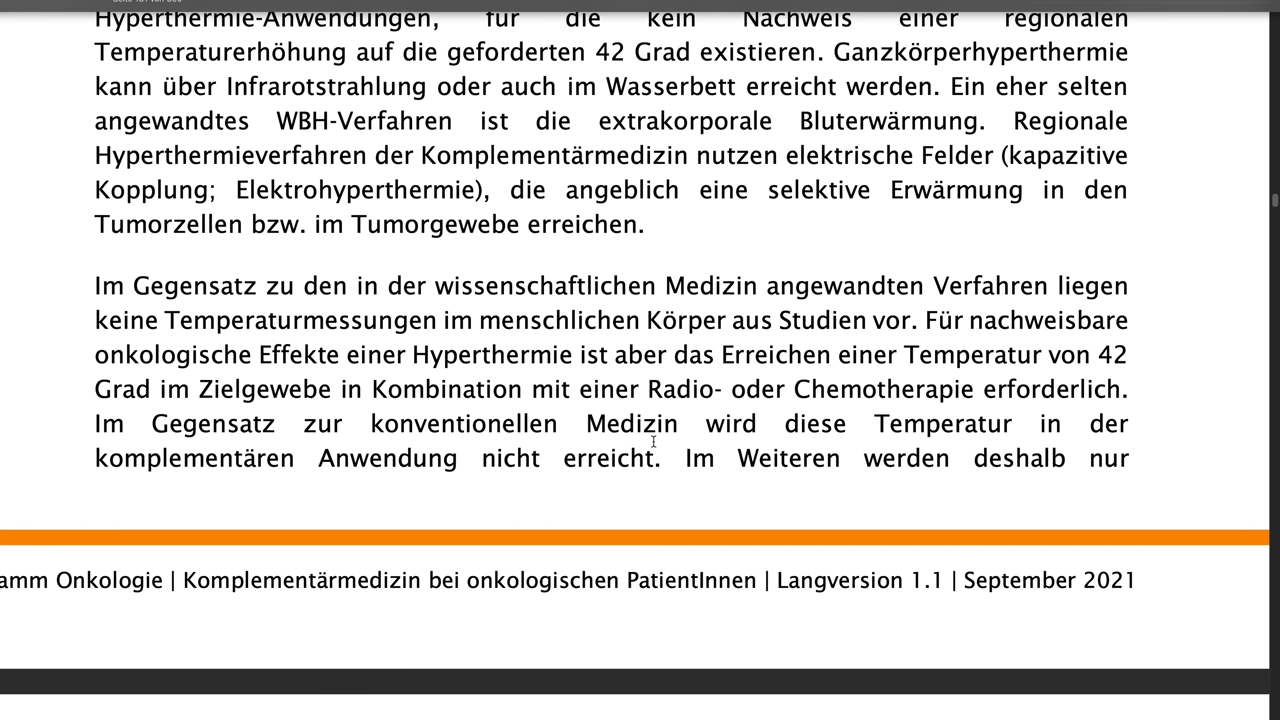 Hyperthermie-Anwendungen, für die kein Nachweis einer regionalen
Temperaturerhöhung auf die geforderten 42 Grad existieren. Ganzkörperhyperthermie
kann über Infrarotstrahlung oder auch im Wasserbett erreicht werden. Ein eher selten
angewandtes WBH-Verfahren ist die extrakorporale Bluterwärmung. Regionale
Hyperthermieverfahren der Komplementärmedizin nutzen elektrische Felder (kapazitive
Kopplung; Elektrohyperthermie), die angeblich eine selektive Erwärmung in den
Tumorzellen bzw. im Tumorgewebe erreichen.
Im Gegensatz zu den in der wissenschaftlichen Medizin angewandten Verfahren liegen
keine Temperaturmessungen im menschlichen Körper aus Studien vor. Für nachweisbare
onkologische Effekte einer Hyperthermie ist aber das Erreichen einer Temperatur von 42
Grad im Zielgewebe in Kombination mit einer Radio- oder Chemotherapie erforderlich.
Im Gegensatz zur konventionellen Medizin wird diese Temperatur in der
komplementären Anwendung nicht erreicht. Im Weiteren werden deshalb nur
amm Onkologie | Komplementärmedizin bei onkologischen PatientInnen | Langversion 1.1 | September 2021